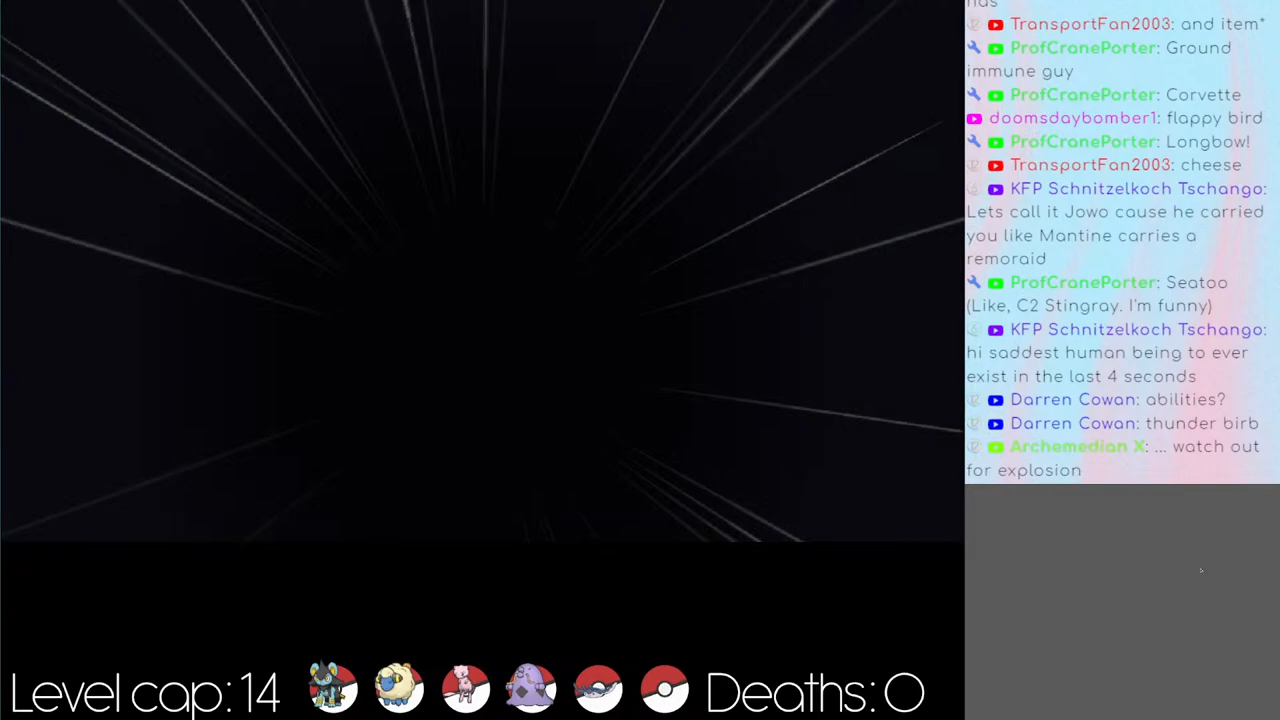 has
TransportFan2003: and item*
ProfCranePorter: Ground
immune guy
ProfCranePorter: Corvette
doomsdaybomber1: flappy bird
ProfCranePorter: Longbow!
TransportFan2003: cheese
KFP Schnitzelkoch Tschango:
Lets call it Jowo cause he carried
you like Mantine carries a
remoraid
ProfCranePorter: Seatoo
(Like, C2 Stingray. I'm funny)
KFP Schnitzelkoch Tschango:
hi saddest human being to ever
exist in the last 4 seconds
Darren Cowan: abilities?
Darren Cowan: thunder birb
Archemedian X: ... watch out
for explosion
Level cap: 14
Deaths: 0